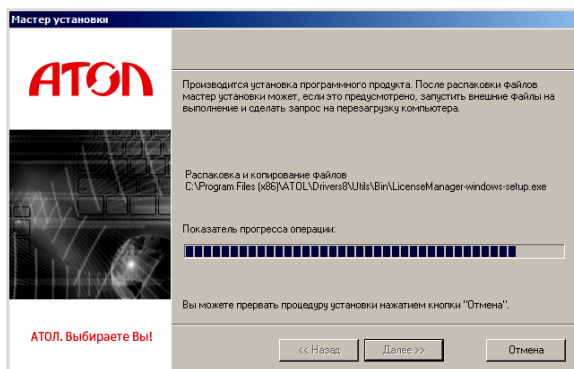 Мастер установки
АТОЛ
Производится установка программного продукта. После распаковки файлов
мастер установки может, если это предусмотрено, запустить внешние файлы на
выполнение и сделать запрос на перезагрузку компьютера.
Распаковка и копирование файлов
C:\Program Files (x86)\ATOL\Drivers8\Utils\Bin\LicenseManager-windows-setup.exe
Показатель прогресса операции:
Вы можете прервать процедуру установки нажатием кнопки "Отмена".
АТОЛ. Выбираете Вы!
<< Назад
Далее >>
Отмена